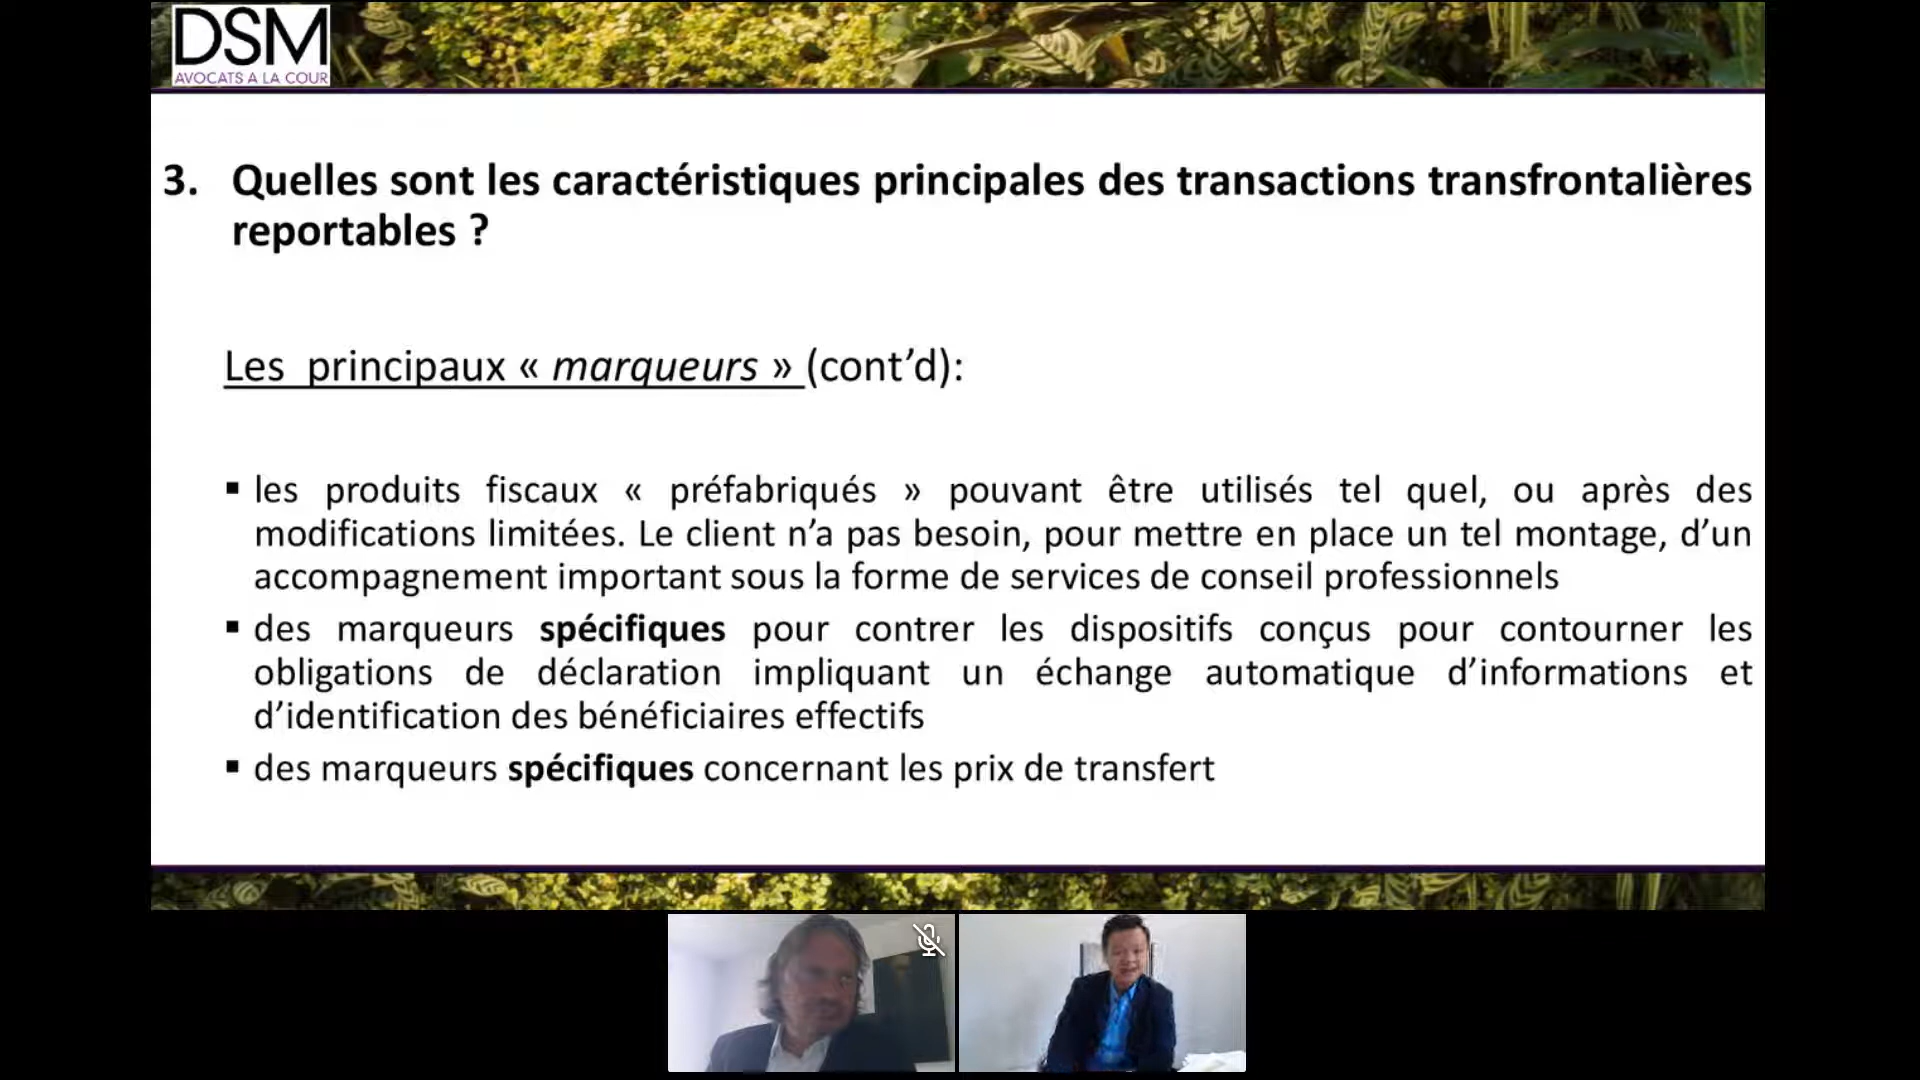 DSM
AVOCATS A LA COUR
3. Quelles sont les caractéristiques principales des transactions transfrontalières
reportables ?
Les principaux « marqueurs » (cont’d):
▪ les produits fiscaux « préfabriqués » pouvant être utilisés tel quel, ou après des
modifications limitées. Le client n’a pas besoin, pour mettre en place un tel montage, d’un
accompagnement important sous la forme de services de conseil professionnels
▪ des marqueurs spécifiques pour contrer les dispositifs conçus pour contourner les
obligations de déclaration impliquant un échange automatique d’informations et
d’identification des bénéficiaires effectifs
▪ des marqueurs spécifiques concernant les prix de transfert